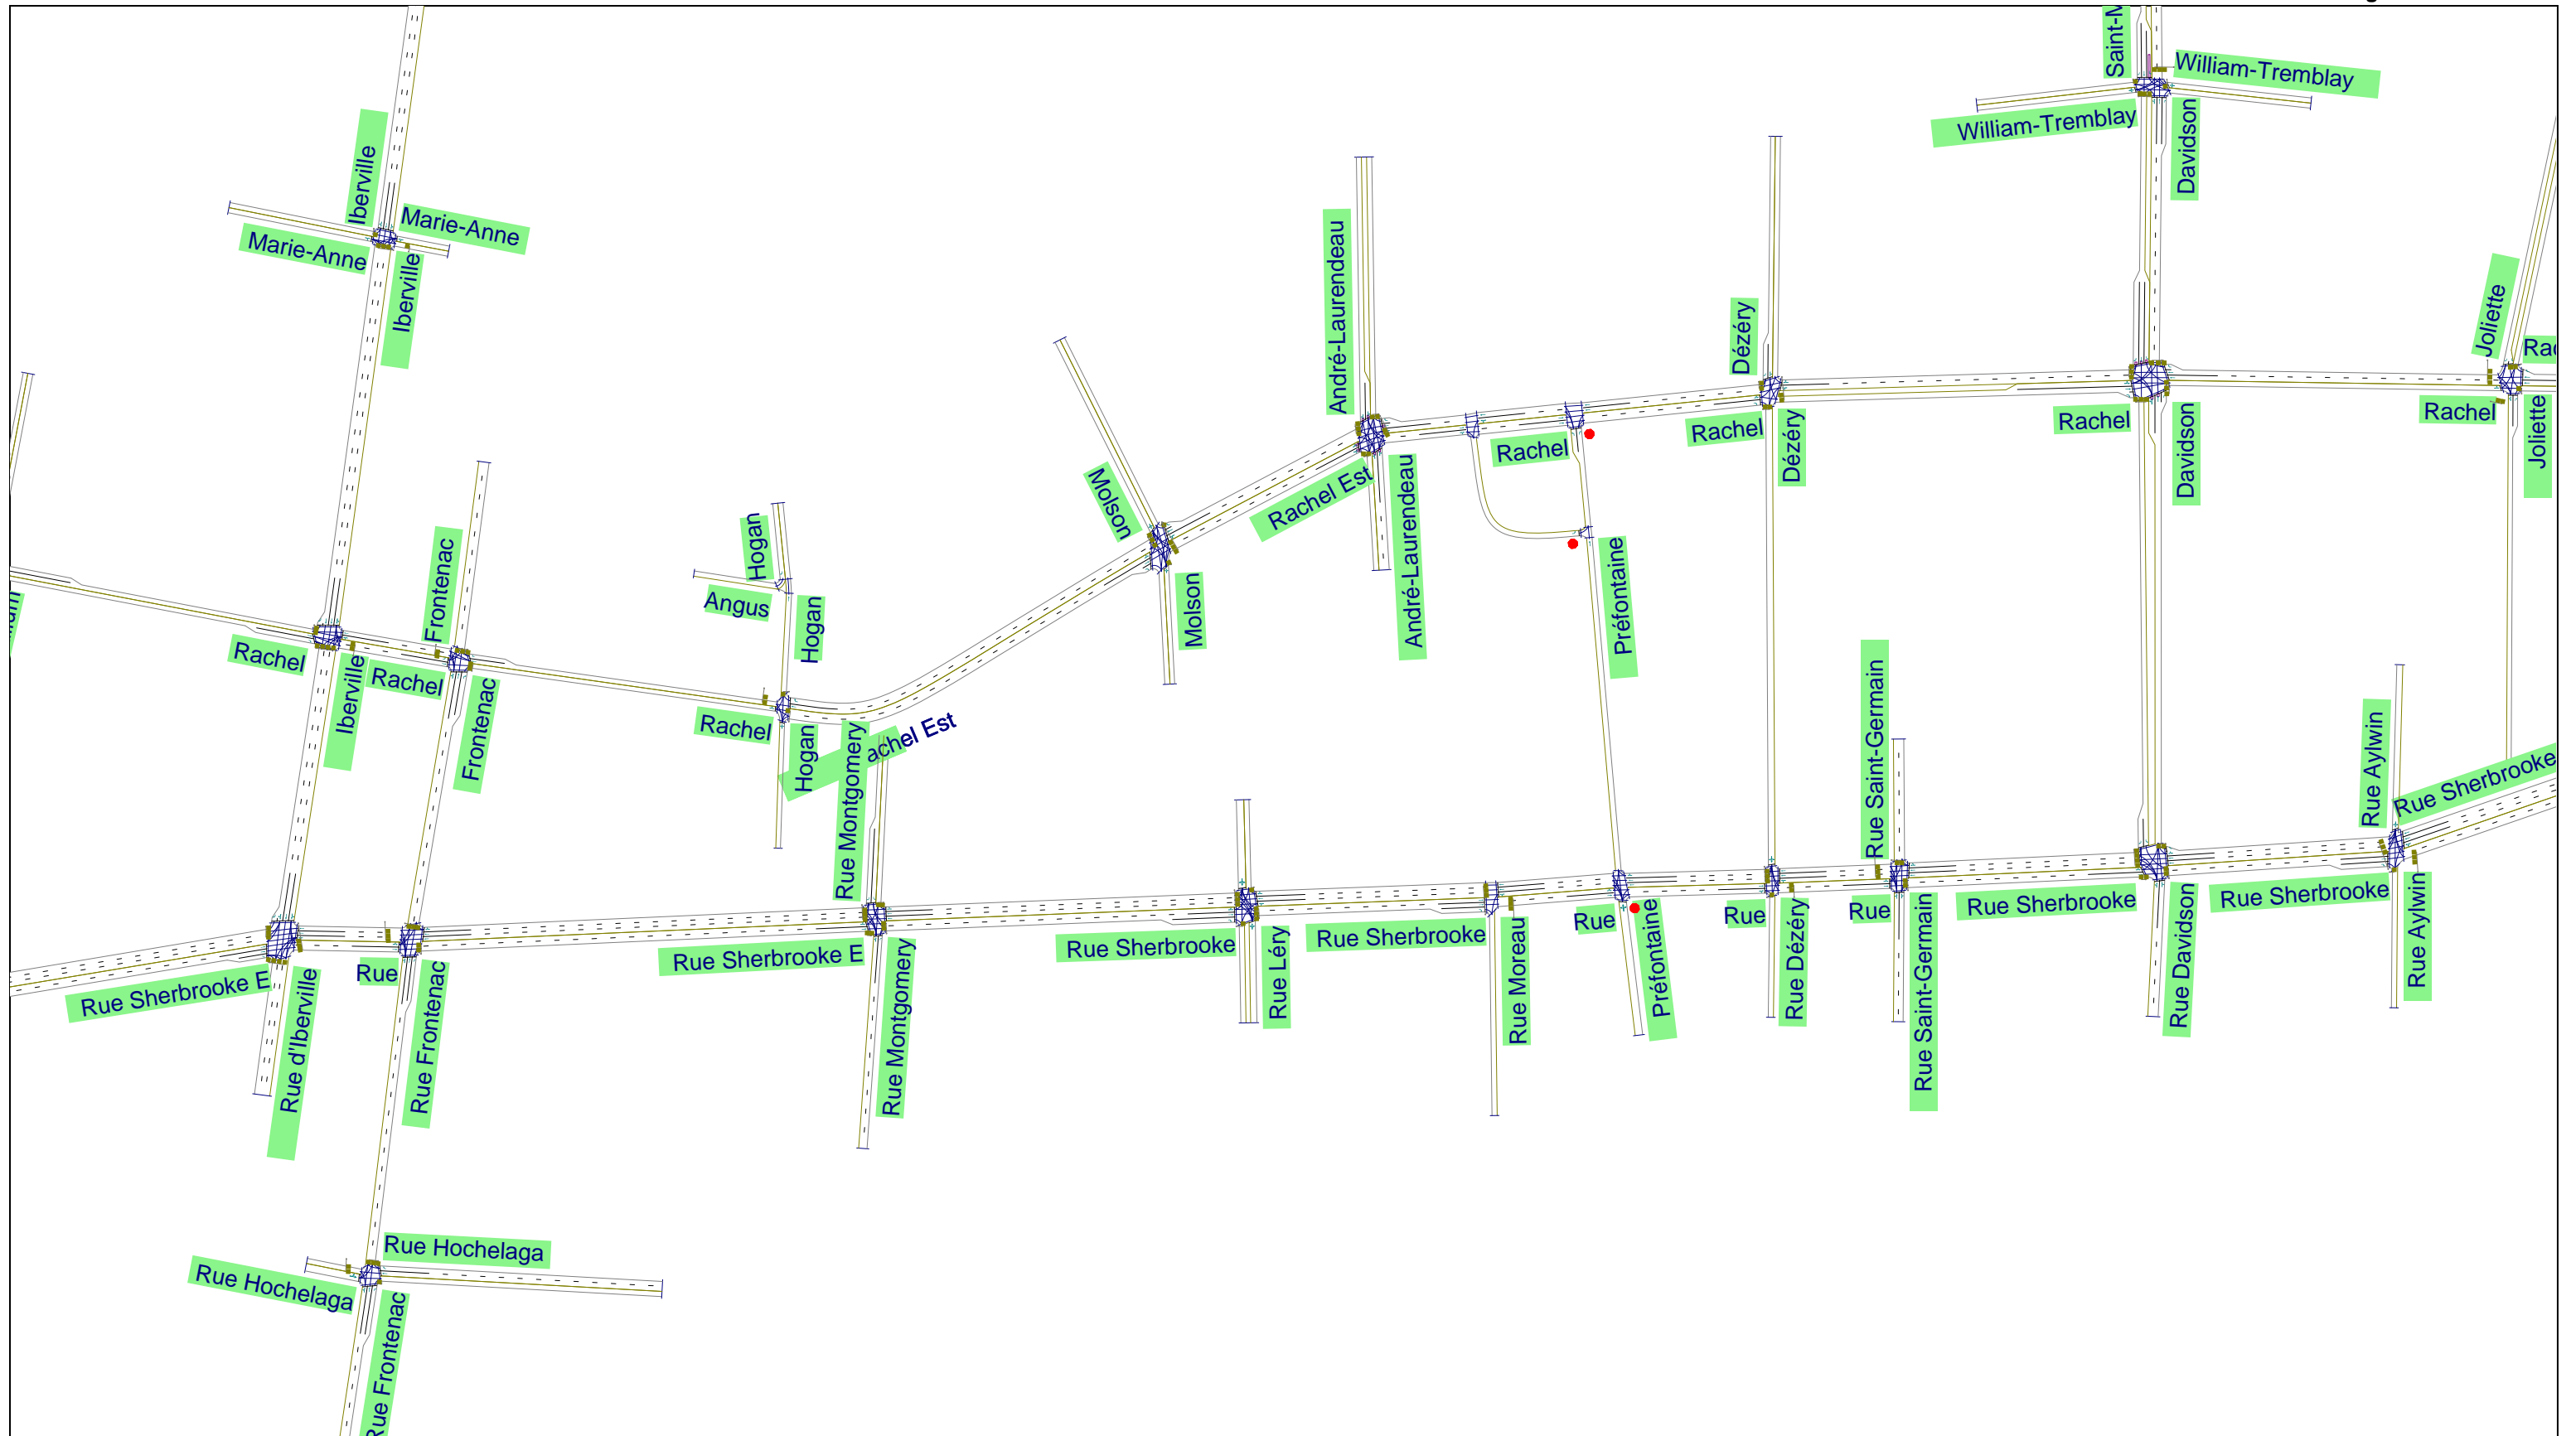 Saint-M
William-Tremblay
William-Tremblay
Davidson
Iberville
Marie-Anne
Marie-Anne
Iberville
André-Laurendeau
Dézéry
Joliette
Rachel
Rachel
Rachel
Rachel
Joliette
Dézéry
Davidson
Molson
Rachel Est
André-Laurendeau
Frontenac
Hogan
Angus
Hogan
Molson
Préfontaine
Rachel
Iberville
Rachel
Frontenac
Rachel
Hogan
achel Est
Rue Montgomery
Rue Saint-Germain
Rue Aylwin
Rue Sherbrooke
Rue Sherbrooke E
Rue d'Iberville
Rue
Rue Frontenac
Rue Sherbrooke E
Rue Montgomery
Rue Sherbrooke
Rue Léry
Rue Sherbrooke
Rue Moreau
Rue
Préfontaine
Rue
Rue Dézéry
Rue
Rue Saint-Germain
Rue Sherbrooke
Rue Davidson
Rue Sherbrooke
Rue Aylwin
Rue Hochelaga
Rue Hochelaga
Rue Frontenac